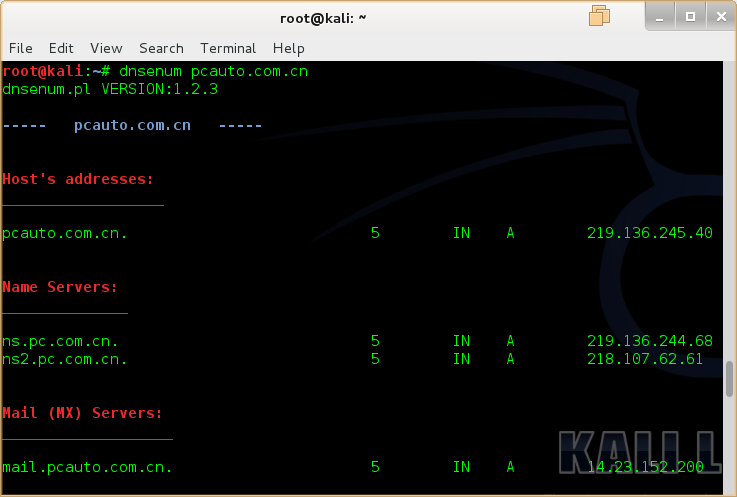 root@kali: ~
File Edit View Search Terminal Help
root@kali:~# dnsenum pcauto.com.cn
dnsenum.pl VERSION:1.2.3
----- pcauto.com.cn -----
Host's addresses:
__________________
pcauto.com.cn. 5 IN A 219.136.245.40
Name Servers:
______________
ns.pc.com.cn. 5 IN A 219.136.244.68
ns2.pc.com.cn. 5 IN A 218.107.62.61
Mail (MX) Servers:
___________________
mail.pcauto.com.cn. 5 IN A 14.23.152.200
KALI L